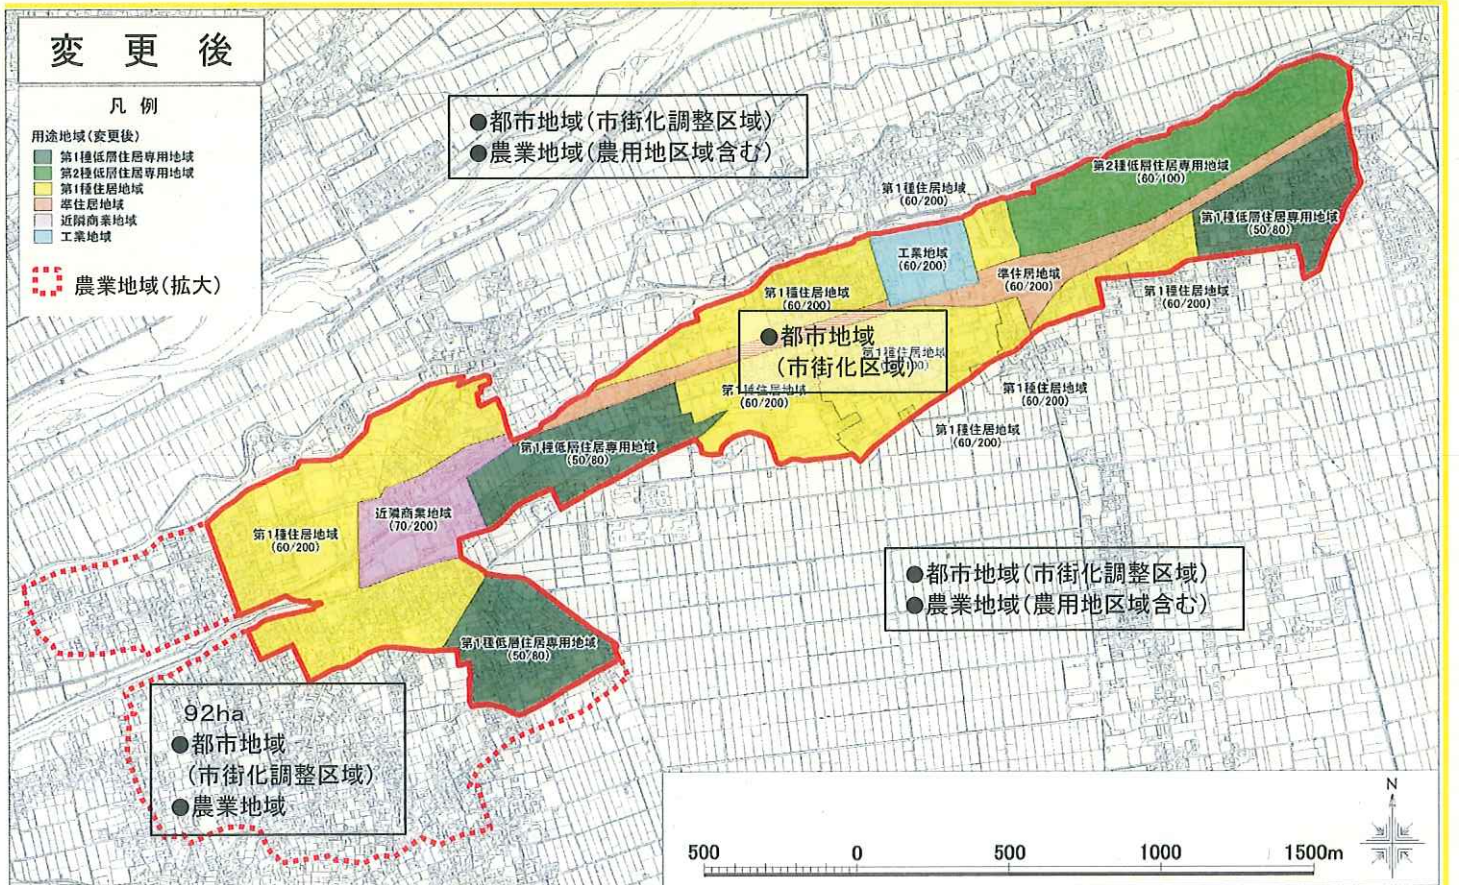 変 更 後
凡 例
用途地域(変更後)
第1種低層住居専用地域
第2種低層住居専用地域
第1種住居地域
準住居地域
近隣商業地域
工業地域
農業地域(拡大)
●都市地域(市街化調整区域)
●農業地域(農用地区域含む)
第2種低層住居専用地域
(60/100)
第1種住居地域
(60/200)
第1種低層住居専用地域
(50/80)
工業地域
(60/200)
準住居地域
(60/200)
第1種住居地域
(60/200)
第1種住居地域
(60/200)
●都市地域
(市街化区域)
第1種住居地域
第1種住居地域
(60/200)
第1種住居地域
(60/200)
第1種住居地域
(60/200)
第1種低層住居専用地域
(50/80)
近隣商業地域
(70/200)
第1種住居地域
(60/200)
●都市地域(市街化調整区域)
●農業地域(農用地区域含む)
第1種低層住居専用地域
(50/80)
92ha
●都市地域
(市街化調整区域)
●農業地域
N
500 0 500 1000 1500m